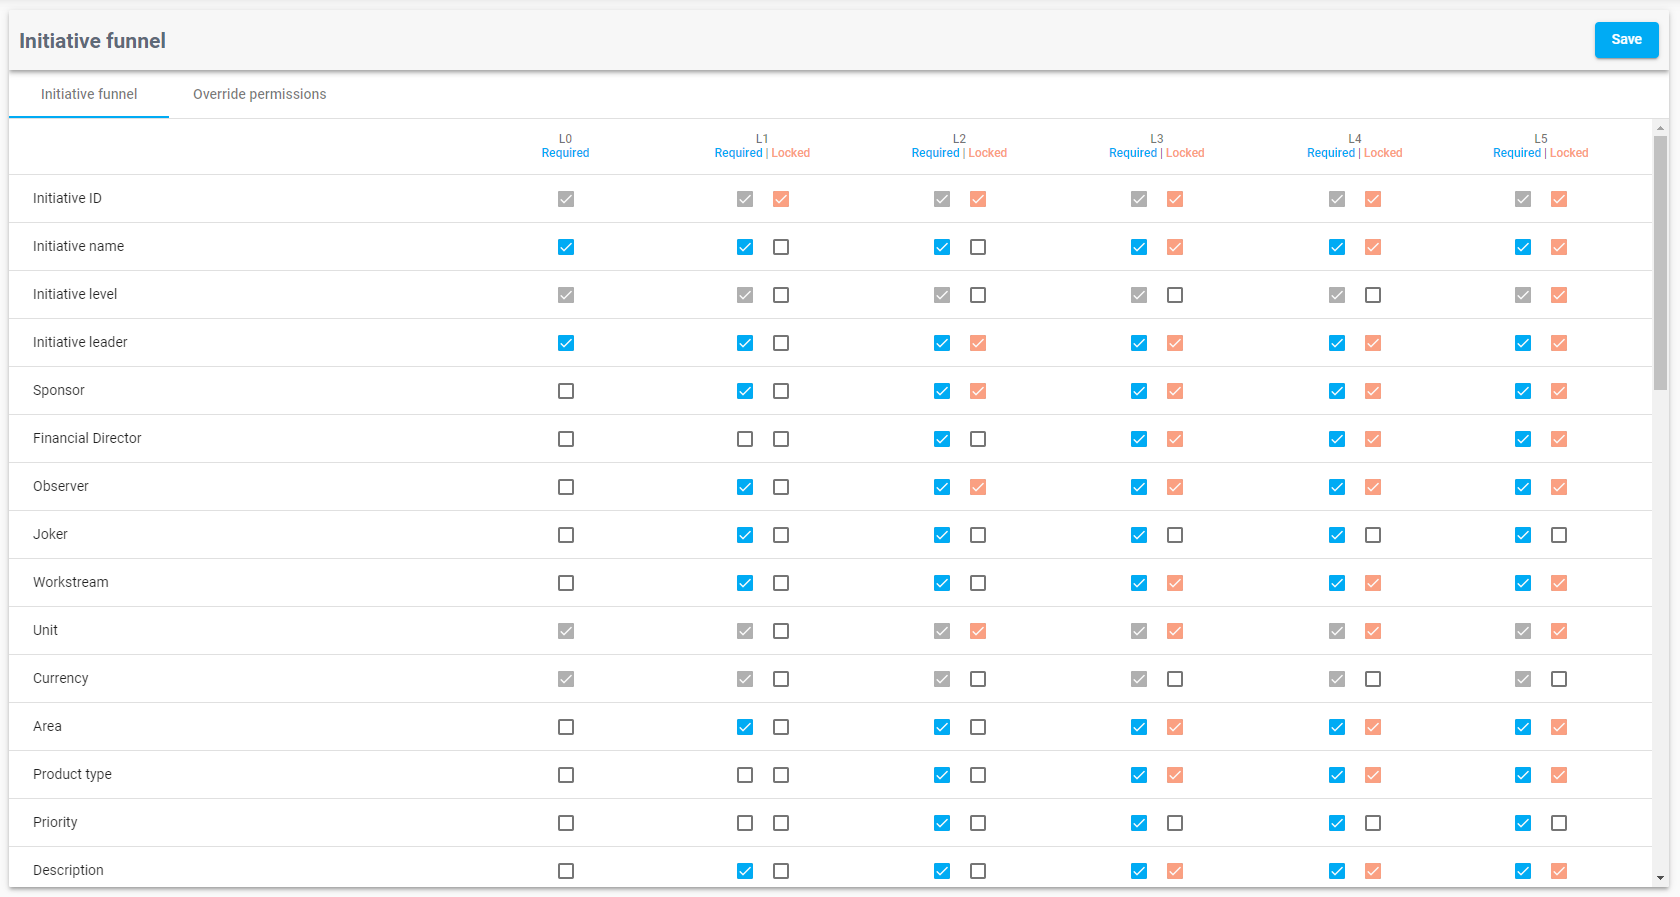 Initiative funnel
Save
Initiative funnel Override permissions
L0 L1 L2 L3 L4 L5
Required Required | Locked Required | Locked Required | Locked Required | Locked Required | Locked
Initiative ID
Initiative name
Initiative level
Initiative leader
Sponsor
Financial Director
Observer
Joker
Workstream
Unit
Currency
Area
Product type
Priority
Description